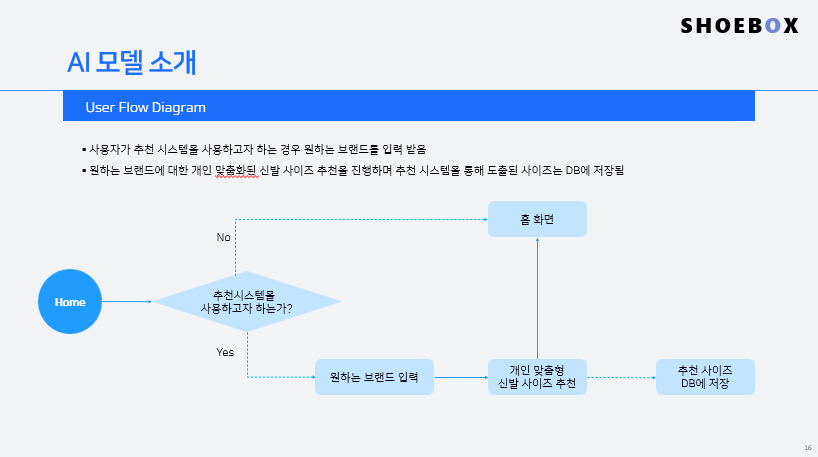 SHOEBOX
AI 모델 소개
User Flow Diagram
▪ 사용자가 추천 시스템을 사용하고자 하는 경우 원하는 브랜드를 입력 받음
▪ 원하는 브랜드에 대한 개인 맞춤화된 신발 사이즈 추천을 진행하며 추천 시스템을 통해 도출된 사이즈는 DB에 저장됨
홈 화면
No
Home
추천시스템을
사용하고자 하는가?
Yes
원하는 브랜드 입력
개인 맞춤형
신발 사이즈 추천
추천 사이즈
DB에 저장
16